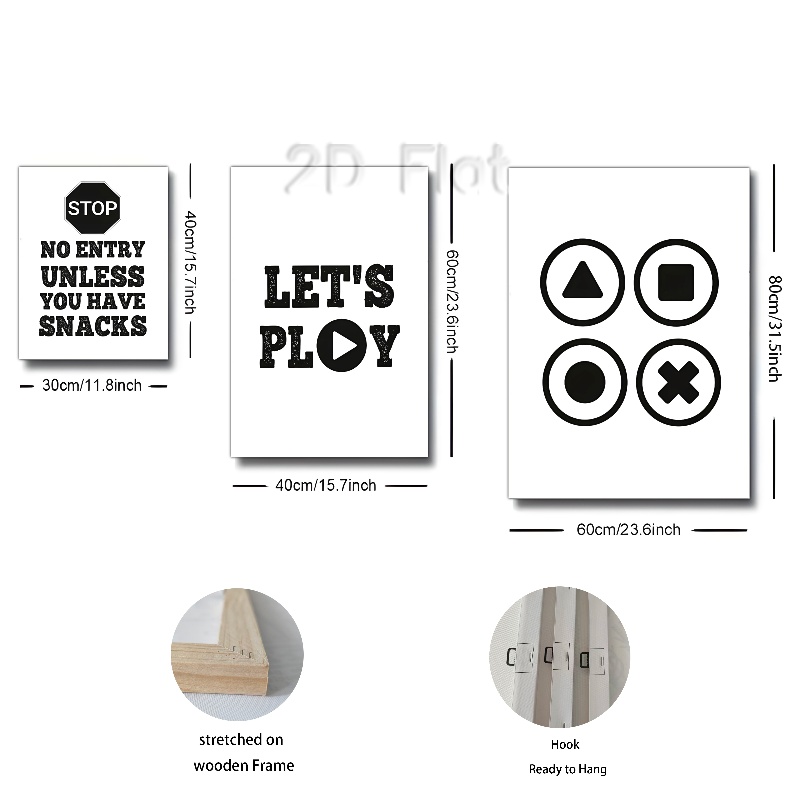 2D Flat
STOP
NO ENTRY
UNLESS
YOU HAVE
SNACKS
40cm/15.7inch
30cm/11.8inch
LET'S
PLAY
60cm/23.6inch
40cm/15.7inch
80cm/31.5inch
60cm/23.6inch
stretched on
wooden Frame
Hook
Ready to Hang